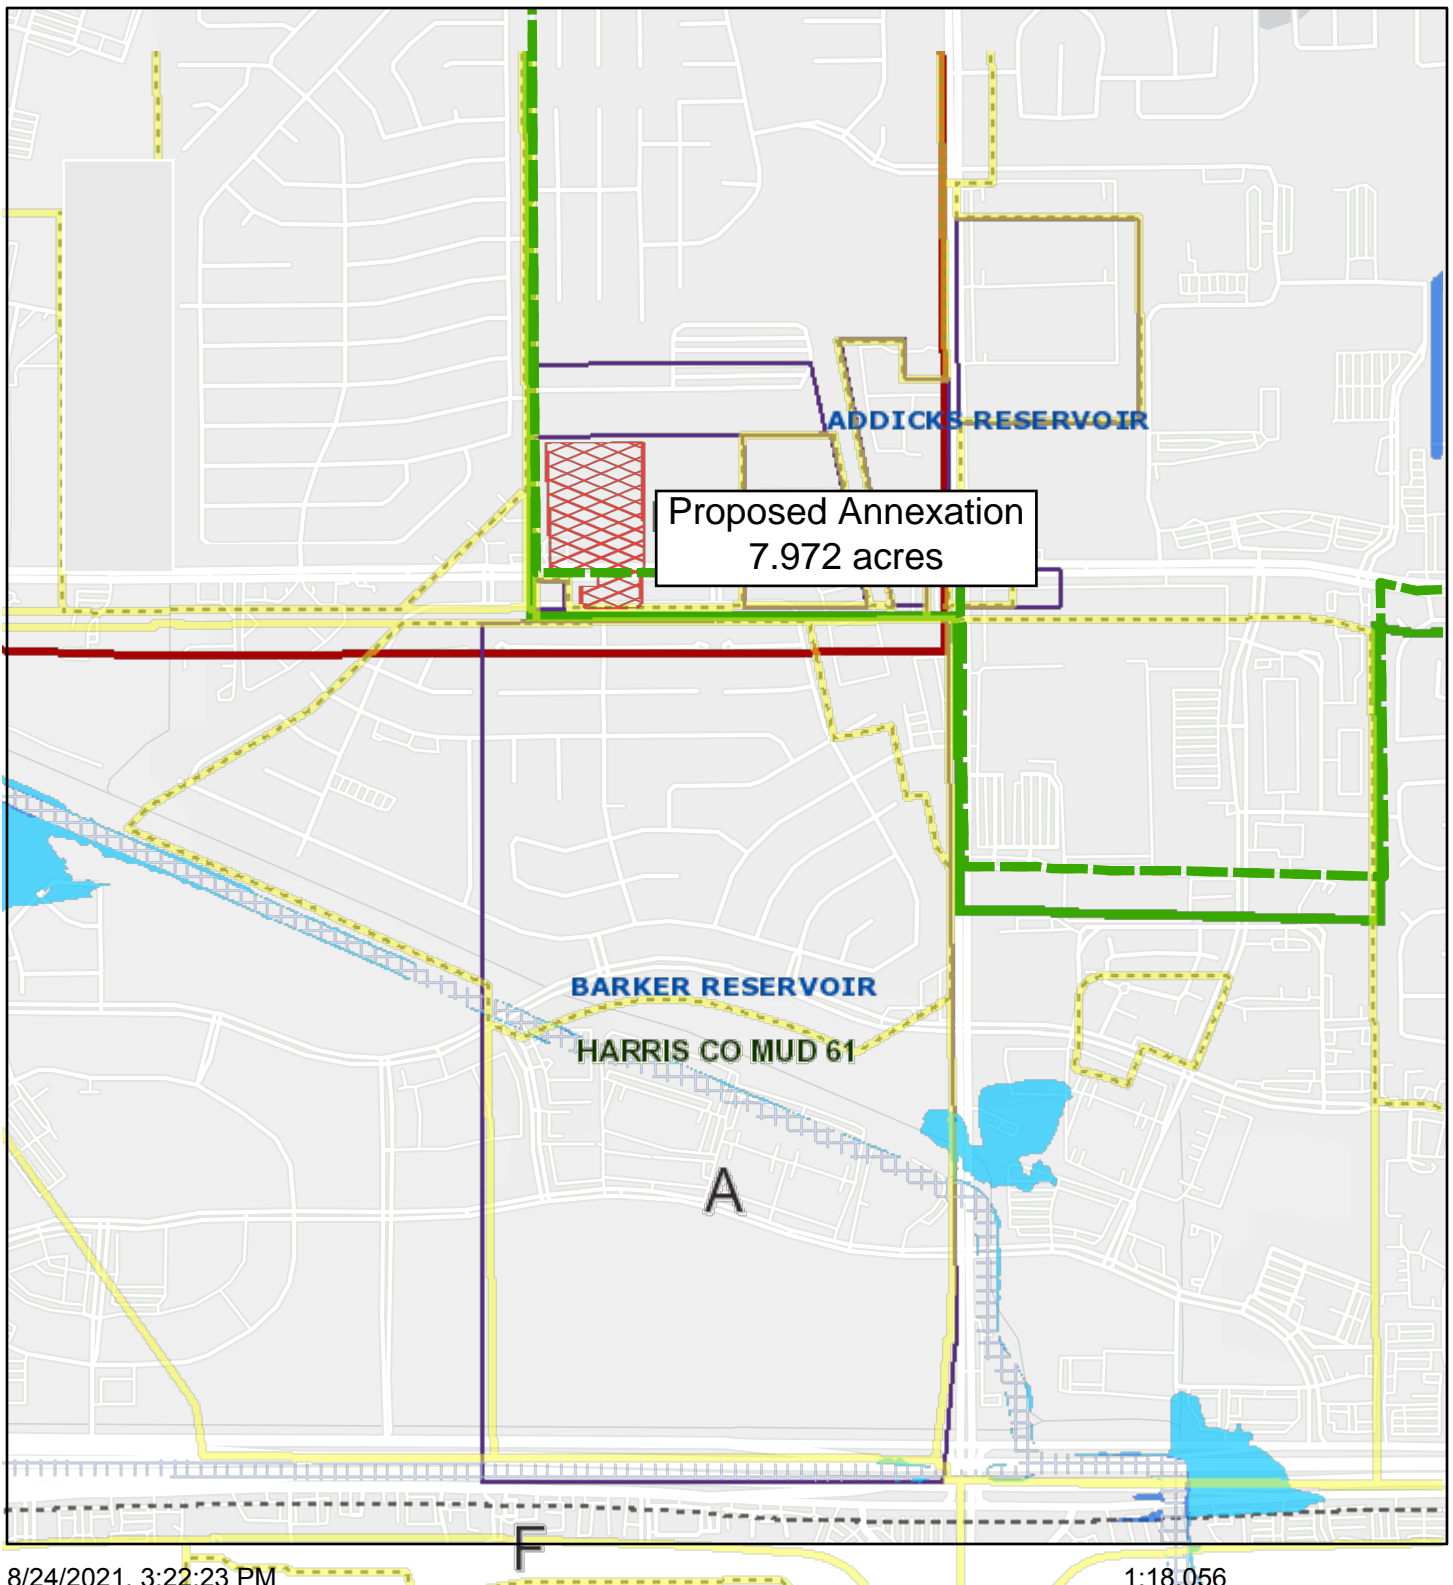 ADDICKS RESERVOIR
Proposed Annexation
7.972 acres
BARKER RESERVOIR
HARRIS CO MUD 61
A
F
8/24/2021, 3:22:23 PM
1:18,056